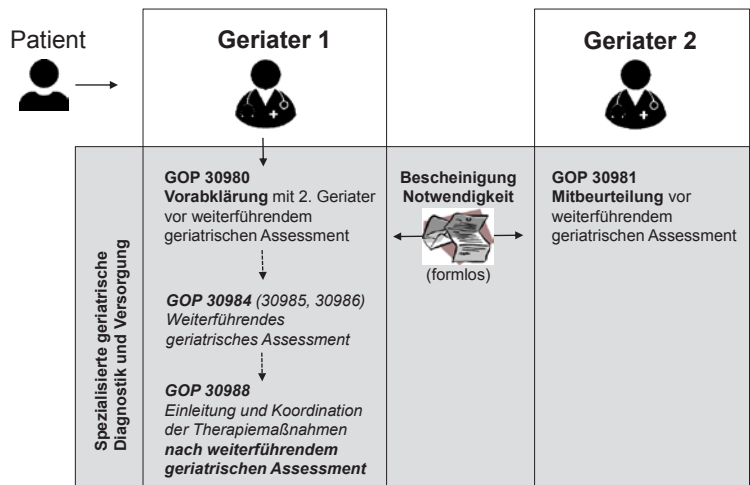 Patient
Geriater 1
Geriater 2
Spezialisierte geriatrische
Diagnostik und Versorgung
GOP 30980
Vorabklärung mit 2. Geriater
vor weiterführendem
geriatrischen Assessment
GOP 30984 (30985, 30986)
Weiterführendes
geriatrisches Assessment
GOP 30988
Einleitung und Koordination
der Therapiemaßnahmen
nach weiterführendem
geriatrischen Assessment
Bescheinigung
Notwendigkeit
(formlos)
GOP 30981
Mitbeurteilung vor
weiterführendem
geriatrischen Assessment